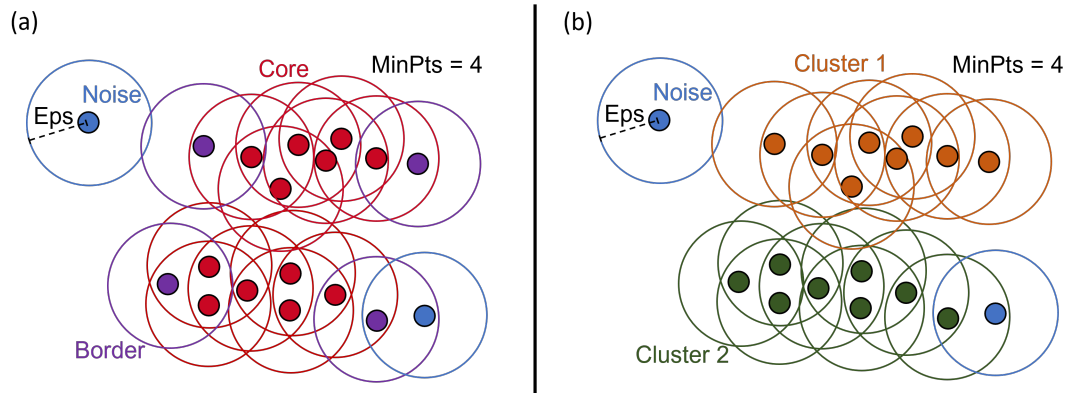 (a)
Core
MinPts = 4
Noise
Eps
Border
(b)
Cluster 1
MinPts = 4
Noise
Eps
Cluster 2